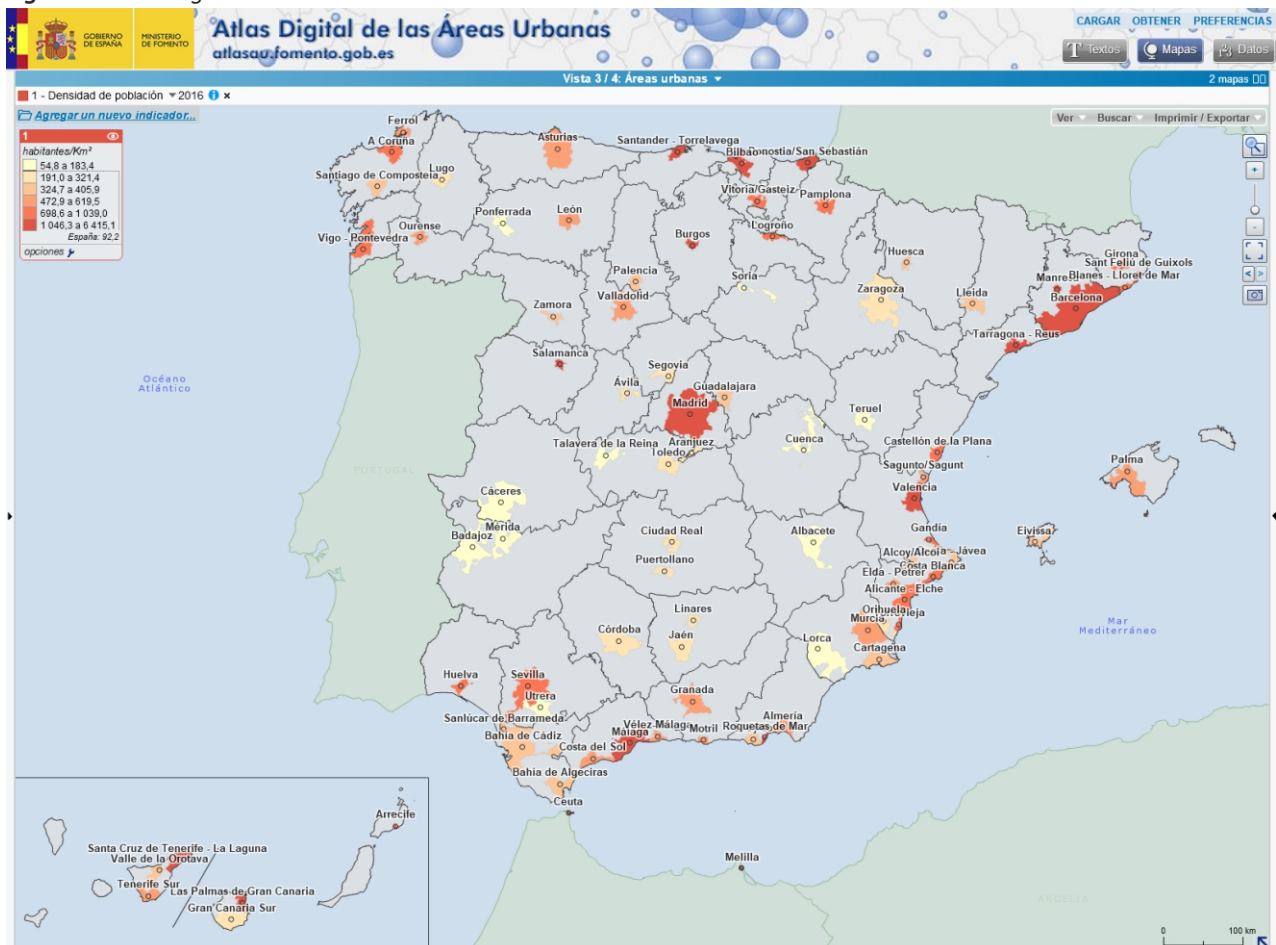 GOBIERNO
DE ESPAÑA
MINISTERIO
DE FOMENTO
Atlas Digital de las Áreas Urbanas
atlasau.fomento.gob.es
CARGAR OBTENER PREFERENCIAS
Textos
Mapas
Datos
Vista 3 / 4: Áreas urbanas
2 mapas
1 - Densidad de población 2016
Agregar un nuevo indicador...
Ver Buscar Imprimir / Exportar
1
habitantes/Km²
54,8 a 183,4
191,0 a 321,4
324,7 a 405,9
472,9 a 619,5
698,6 a 1 039,0
1 046,3 a 6 415,1
España: 92,2
opciones
Ferrol
A Coruña
Asturias
Santander - Torrelavega
Donostia/San Sebastián
Santiago de Compostela
Lugo
Vitoria/Gasteiz
Pamplona
Ponferrada
León
Ourense
Logroño
Vigo - Pontevedra
Burgos
Huesca
Girona
Sant Feliú de Guixols
Blanes - Lloret de Mar
Palencia
Soria
Zaragoza
Lleida
Barcelona
Zamora
Valladolid
Tarragona - Reus
Salamanca
Segovia
Océano
Atlántico
Ávila
Guadalajara
Madrid
Teruel
Talavera de la Reina
Aranjuez
Toledo
Cuenca
Castellón de la Plana
PORTUGAL
Sagunto/Sagunt
Palma
Cáceres
Valencia
Mérida
Badajoz
Ciudad Real
Albacete
Gandía
Eivissa
Puertollano
Alcoy/Alcoia
Jávea
Costa Blanca
Elda - Petrer
Alicante - Elche
Linares
Orihuela
Murcia
Mar
Mediterráneo
Córdoba
Jaén
Lorca
Cartagena
Huelva
Sevilla
Utrera
Granada
Sanlúcar de Barrameda
Vélez-Málaga
Motril
Almería
Roquetas de Mar
Bahía de Cádiz
Málaga
Costa del Sol
Bahía de Algeciras
Ceuta
Melilla
ARGELIA
Arrecife
Santa Cruz de Tenerife - La Laguna
Valle de la Orotava
Tenerife Sur
Las Palmas de Gran Canaria
Gran Canaria Sur
0 100 km